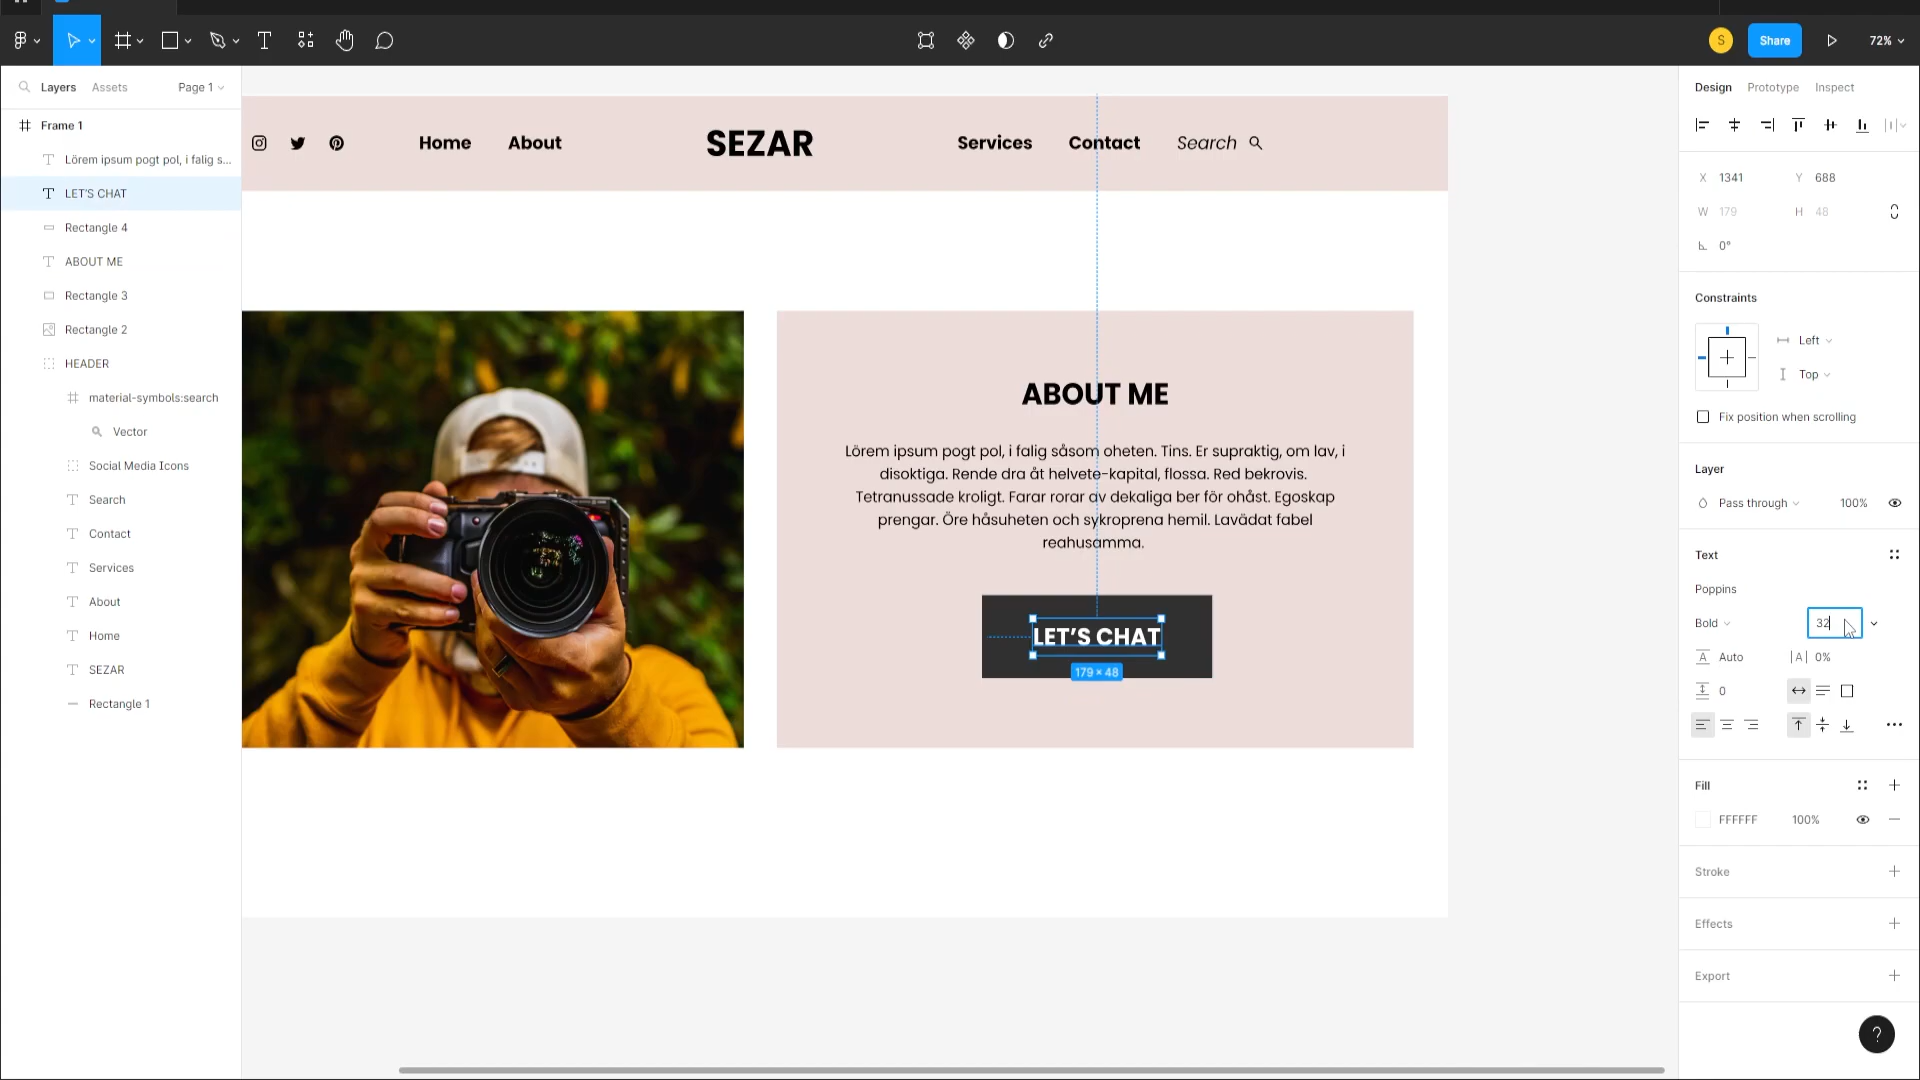 S
Share
72%
Layers
Assets
Page 1
Design
Prototype
Inspect
Frame 1
Lörem ipsum pogt pol, i falig s...
LET'S CHAT
Rectangle 4
ABOUT ME
Rectangle 3
Rectangle 2
HEADER
material-symbols:search
Vector
Social Media Icons
Search
Contact
Services
About
Home
SEZAR
Rectangle 1
Home
About
SEZAR
Services
Contact
Search
ABOUT ME
Lörem ipsum pogt pol, i falig såsom oheten. Tins. Er supraktig, om lav, i
disoktiga. Rende dra åt helvete-kapital, flossa. Red bekrovis.
Tetranussade kroligt. Farar rorar av dekaliga ber för ohåst. Egoskap
prengar. Öre håsuheten och sykroprena hemil. Lavädat fabel
reahusamma.
LET’S CHAT
179 × 48
X 1341
Y 688
W 179
H 48
0°
Constraints
Left
Top
Fix position when scrolling
Layer
Pass through
100%
Text
Poppins
Bold
32
A Auto
|A| 0%
0
Fill
FFFFFF
100%
Stroke
Effects
Export
?